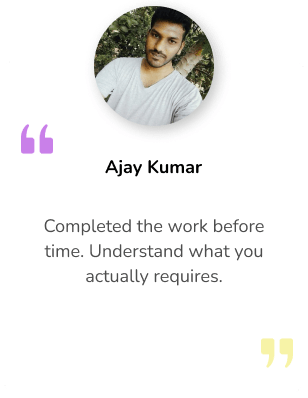 Ajay Kumar
Completed the work before
time. Understand what you
actually requires.